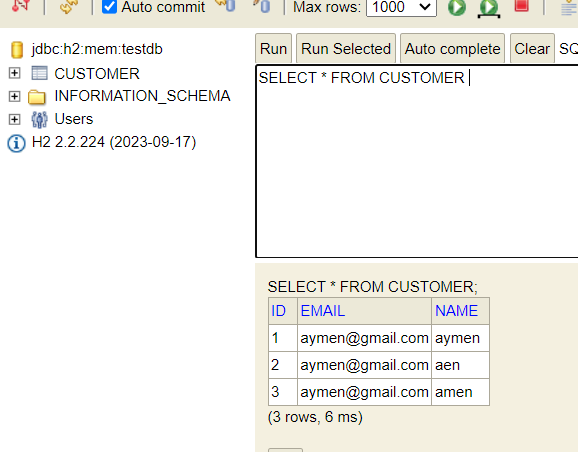 Auto commit Max rows: 1000
jdbc:h2:mem:testdb
CUSTOMER
INFORMATION_SCHEMA
Users
H2 2.2.224 (2023-09-17)
Run Run Selected Auto complete Clear SQ
SELECT * FROM CUSTOMER
SELECT * FROM CUSTOMER;
ID EMAIL NAME
1 aymen@gmail.com aymen
2 aymen@gmail.com aen
3 aymen@gmail.com amen
(3 rows, 6 ms)